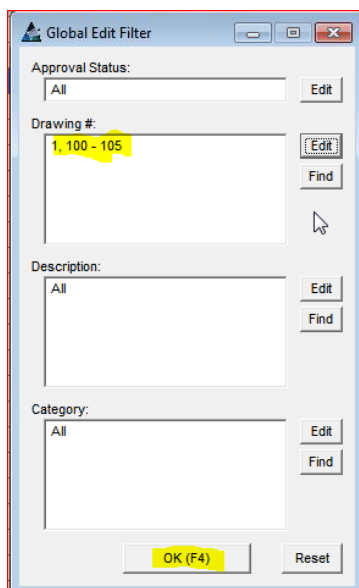 Global Edit Filter
Approval Status:
All
Edit
Drawing #:
1, 100 - 105
Edit
Find
Description:
All
Edit
Find
Category:
All
Edit
Find
OK (F4)
Reset